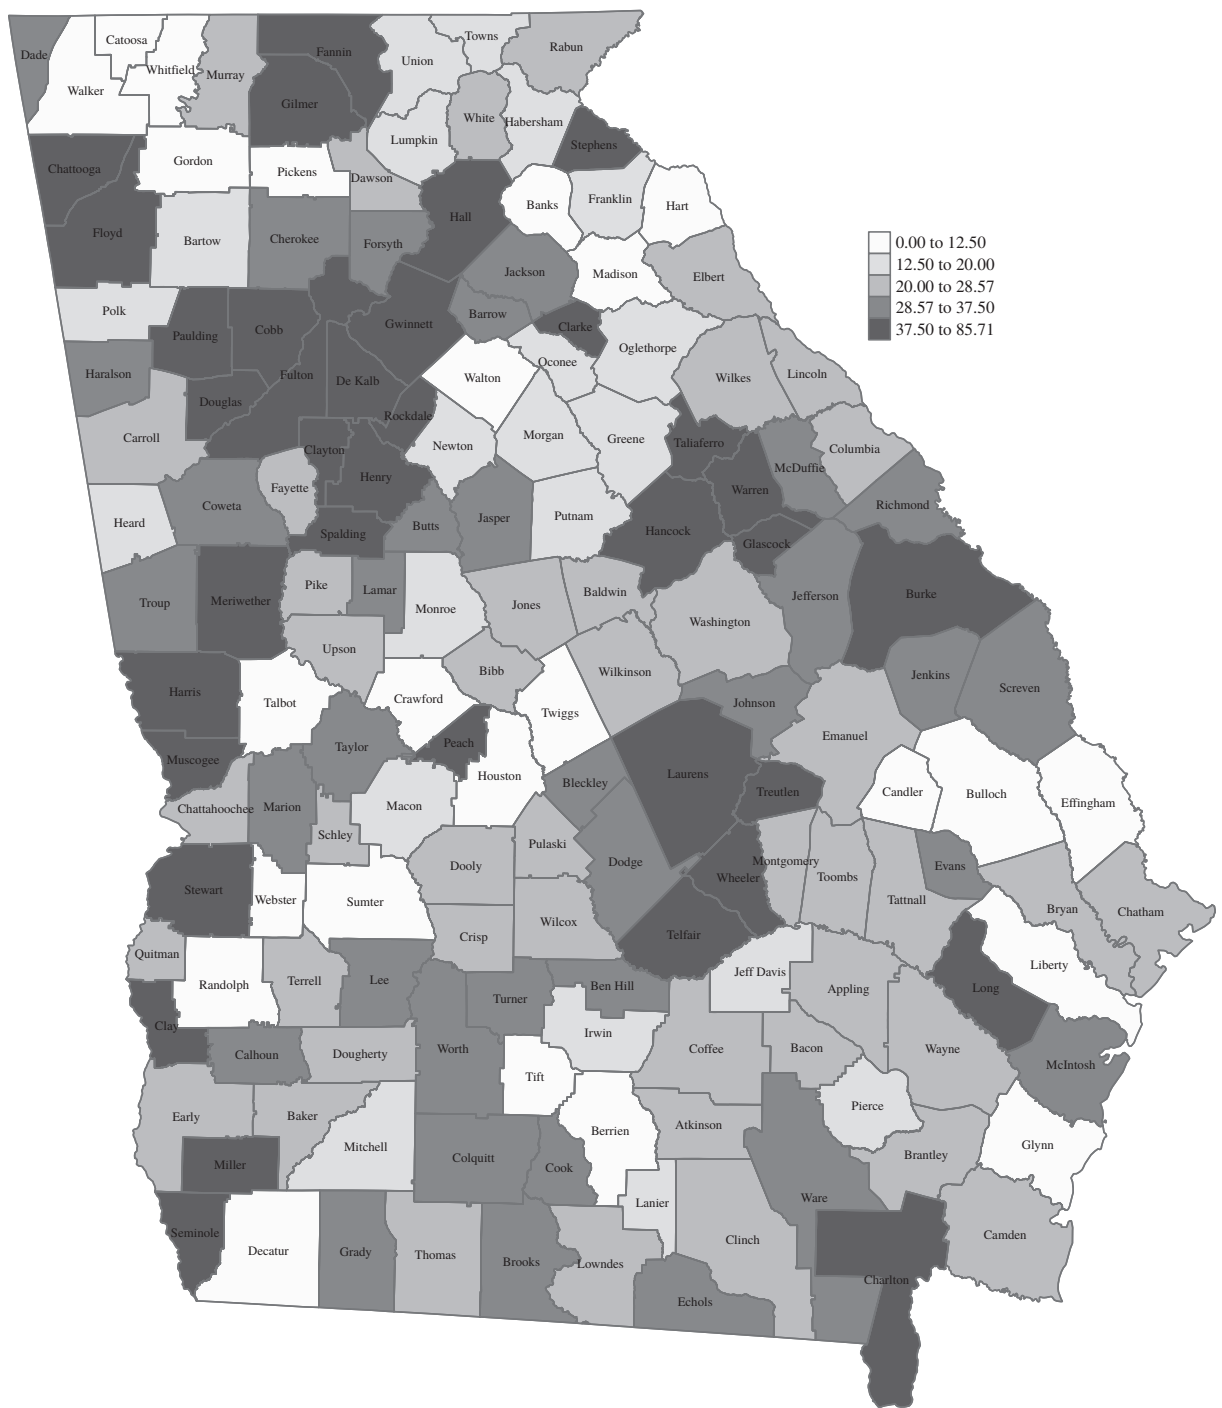 Dade
Catoosa
Whitfield
Walker
Murray
Fannin
Gilmer
Union
Towns
Rabun
White
Habersham
Lumpkin
Stephens
Chattooga
Gordon
Pickens
Dawson
Hall
Banks
Franklin
Hart
Floyd
Bartow
Cherokee
Forsyth
Jackson
Madison
Elbert
0.00 to 12.50
12.50 to 20.00
20.00 to 28.57
28.57 to 37.50
37.50 to 85.71
Polk
Paulding
Cobb
Gwinnett
Barrow
Clarke
Oconee
Oglethorpe
Haralson
Fulton
De Kalb
Walton
Wilkes
Lincoln
Douglas
Rockdale
Carroll
Clayton
Newton
Morgan
Greene
Taliaferro
McDuffie
Columbia
Henry
Fayette
Warren
Richmond
Coweta
Heard
Spalding
Butts
Jasper
Putnam
Hancock
Glascock
Troup
Meriwether
Pike
Lamar
Monroe
Jones
Baldwin
Washington
Jefferson
Burke
Upson
Bibb
Wilkinson
Jenkins
Screven
Harris
Talbot
Crawford
Twiggs
Johnson
Emanuel
Muscogee
Taylor
Peach
Houston
Bleckley
Laurens
Treutlen
Candler
Bulloch
Effingham
Chattahoochee
Marion
Macon
Schley
Pulaski
Dooly
Dodge
Wheeler
Montgomery
Toombs
Evans
Tattnall
Stewart
Webster
Sumter
Wilcox
Bryan
Chatham
Crisp
Telfair
Quitman
Randolph
Terrell
Lee
Turner
Ben Hill
Jeff Davis
Appling
Long
Liberty
Clay
Calhoun
Dougherty
Worth
Irwin
Coffee
Bacon
Wayne
McIntosh
Tift
Early
Baker
Mitchell
Berrien
Atkinson
Pierce
Brantley
Glynn
Miller
Colquitt
Cook
Lanier
Ware
Seminole
Decatur
Grady
Thomas
Brooks
Lowndes
Clinch
Echols
Charlton
Camden